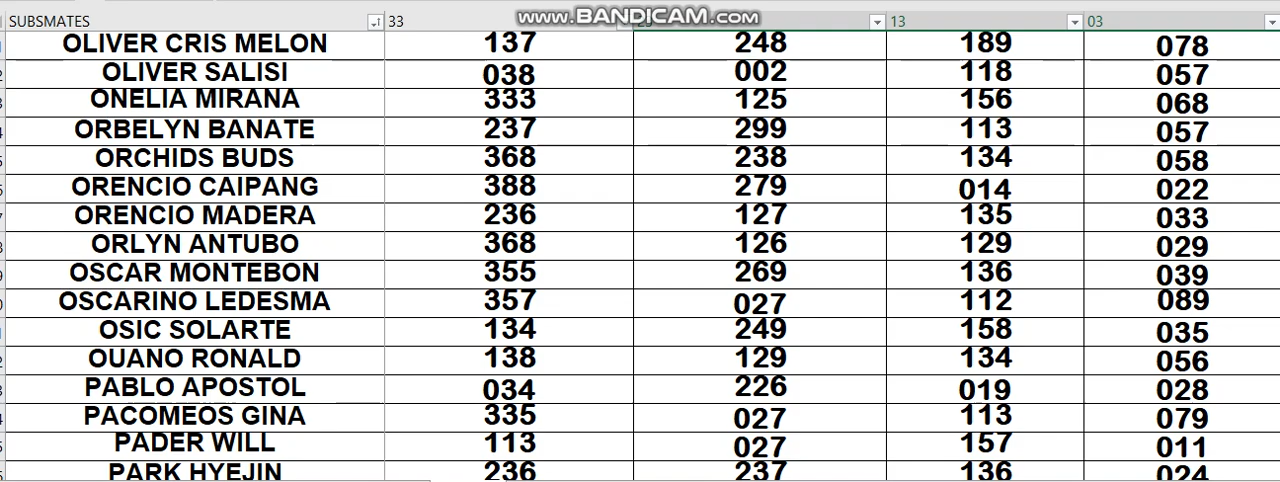 www.BANDICAM.com
SUBSMATES 33 13 03
OLIVER CRIS MELON 137 248 189 078
OLIVER SALISI 038 002 118 057
ONELIA MIRANA 333 125 156 068
ORBELYN BANATE 237 299 113 057
ORCHIDS BUDS 368 238 134 058
ORENCIO CAIPANG 388 279 014 022
ORENCIO MADERA 236 127 135 033
ORLYN ANTUBO 368 126 129 029
OSCAR MONTEBON 355 269 136 039
OSCARINO LEDESMA 357 027 112 089
OSIC SOLARTE 134 249 158 035
OUANO RONALD 138 129 134 056
PABLO APOSTOL 034 226 019 028
PACOMEOS GINA 335 027 113 079
PADER WILL 113 027 157 011
PARK HYEJIN 236 237 136 024